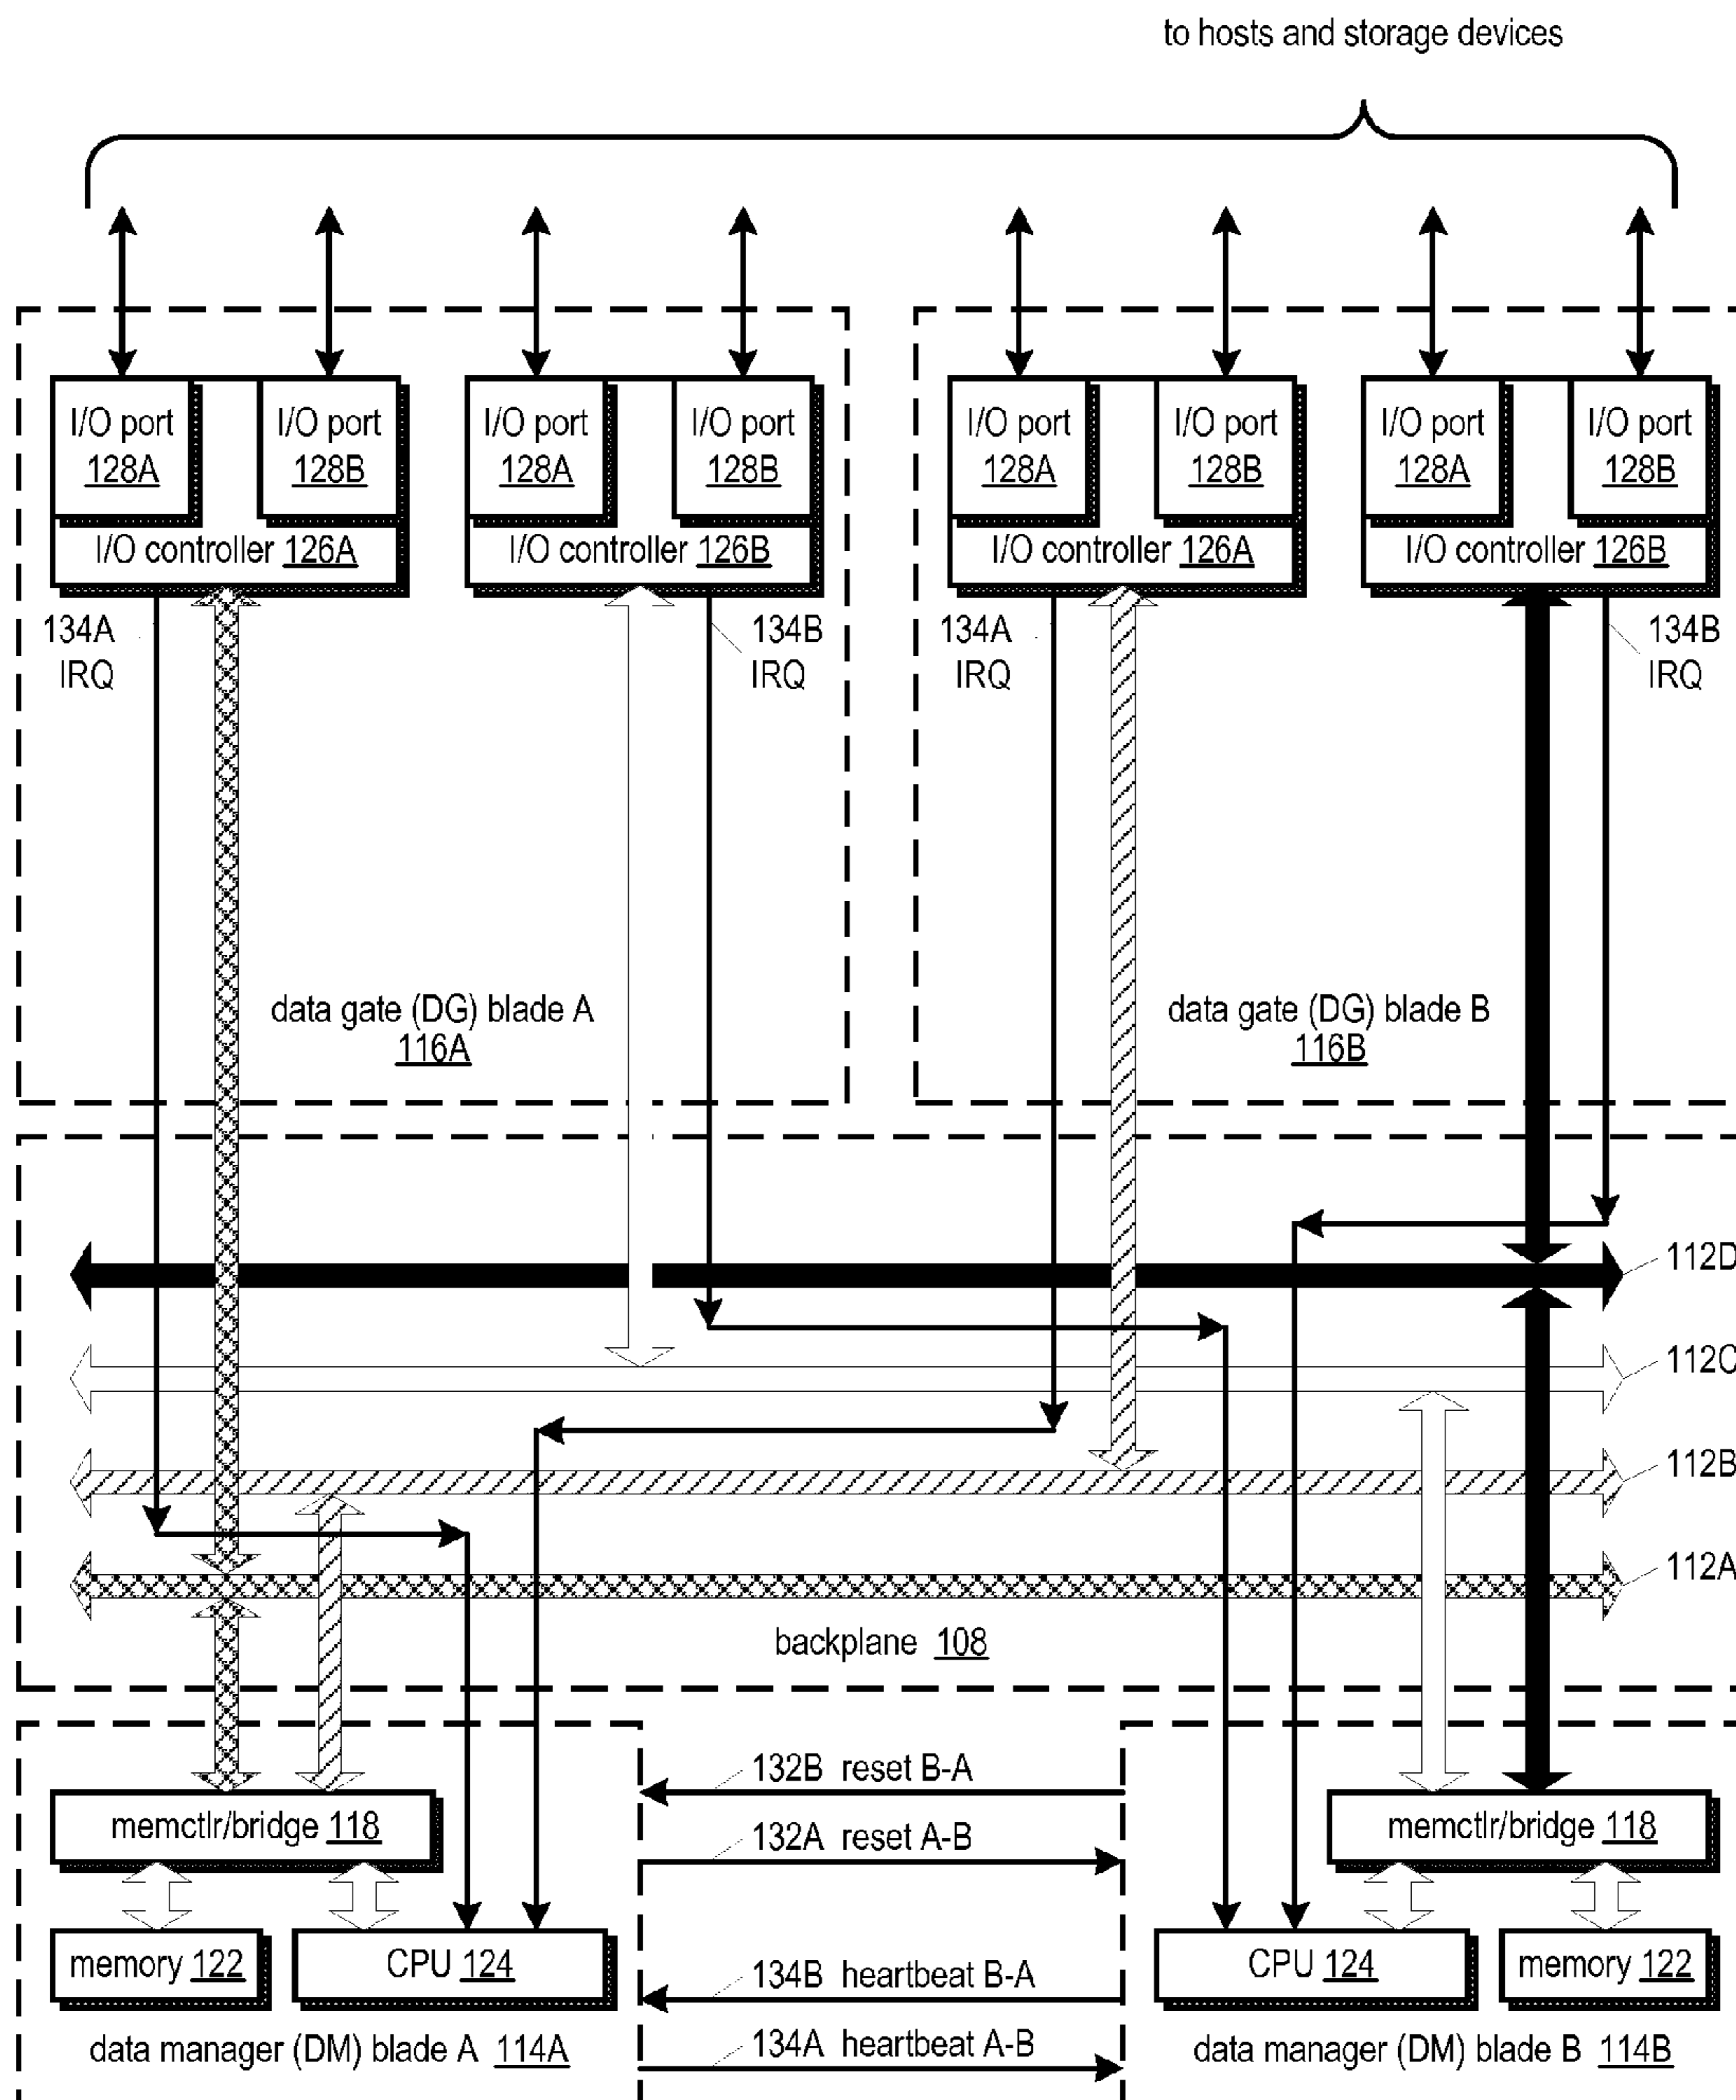 to hosts and storage devices
I/O port
128A
I/O port
128B
I/O port
128A
I/O port
128B
I/O port
128A
I/O port
128B
I/O port
128A
I/O port
128B
I/O controller 126A
I/O controller 126B
I/O controller 126A
I/O controller 126B
134A
IRQ
134B
IRQ
134A
IRQ
134B
IRQ
data gate (DG) blade A
116A
data gate (DG) blade B
116B
112D
112C
112B
112A
backplane 108
132B reset B-A
132A reset A-B
memctlr/bridge 118
memctlr/bridge 118
memory 122
CPU 124
134B heartbeat B-A
CPU 124
memory 122
134A heartbeat A-B
data manager (DM) blade A 114A
data manager (DM) blade B 114B